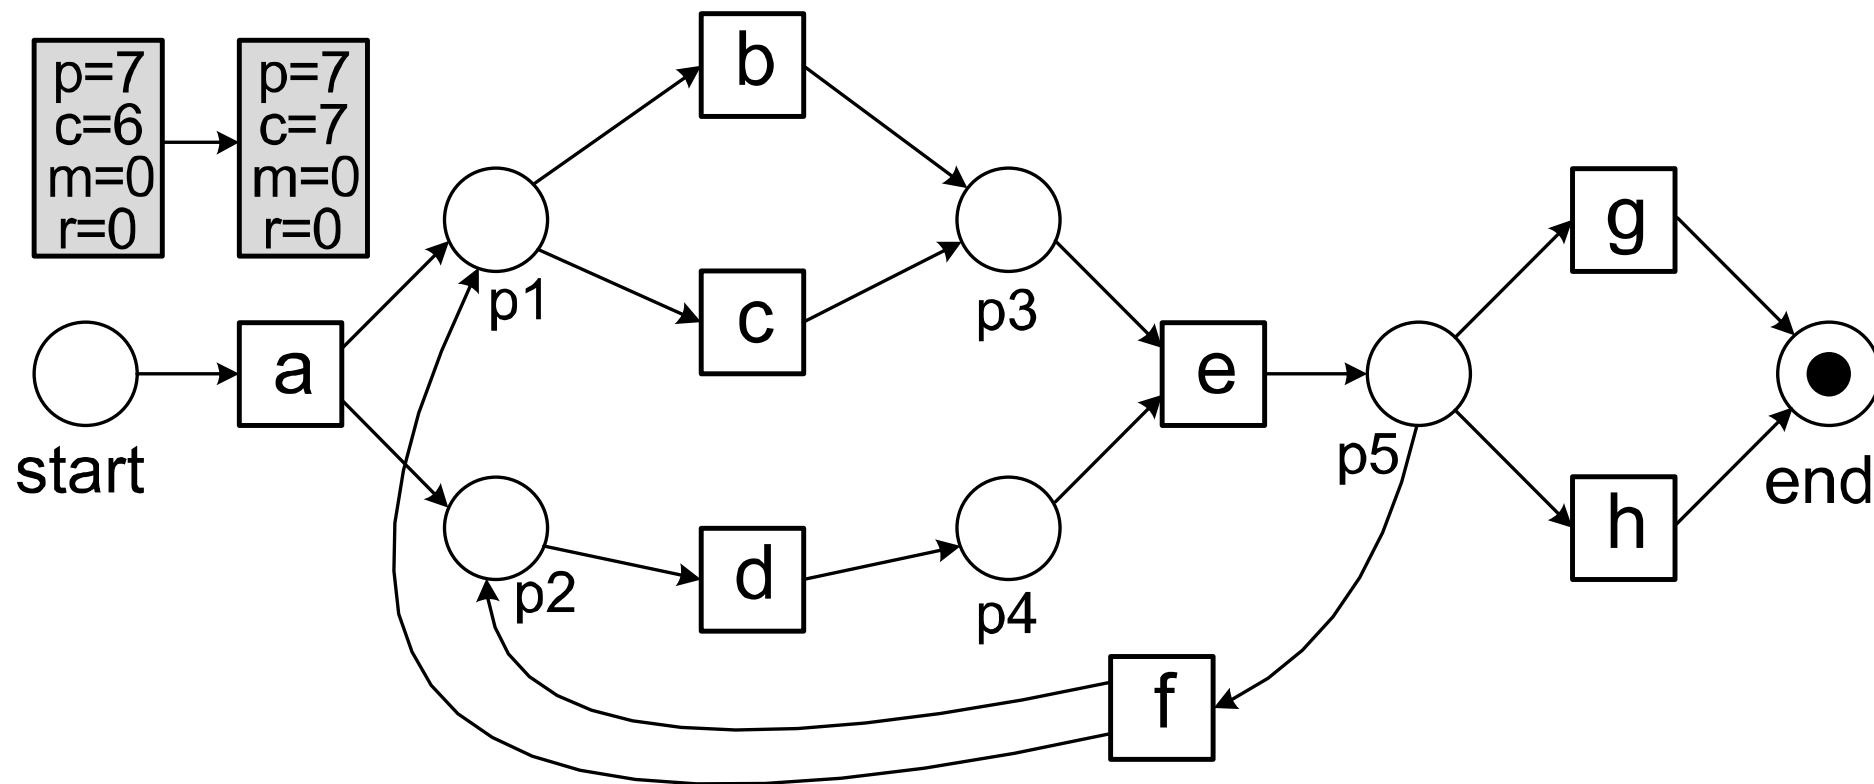 p=7
c=6
m=0
r=0
p=7
c=7
m=0
r=0
b
p1
c
p3
g
start
a
e
p5
end
p2
d
p4
h
f